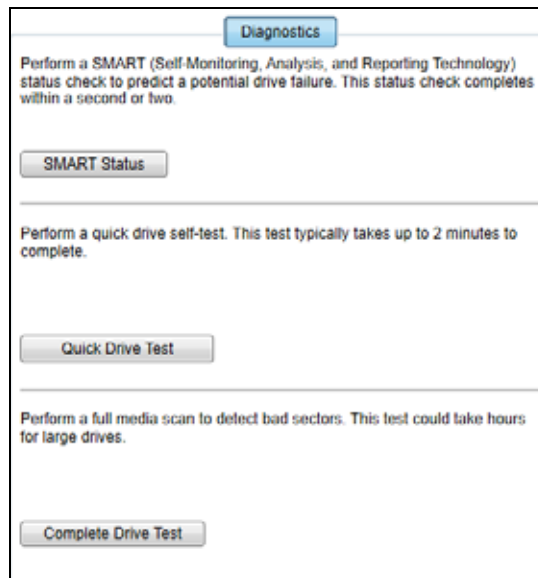 Diagnostics
Perform a SMART (Self-Monitoring, Analysis, and Reporting Technology)
status check to predict a potential drive failure. This status check completes
within a second or two.
SMART Status
Perform a quick drive self-test. This test typically takes up to 2 minutes to
complete.
Quick Drive Test
Perform a full media scan to detect bad sectors. This test could take hours
for large drives.
Complete Drive Test